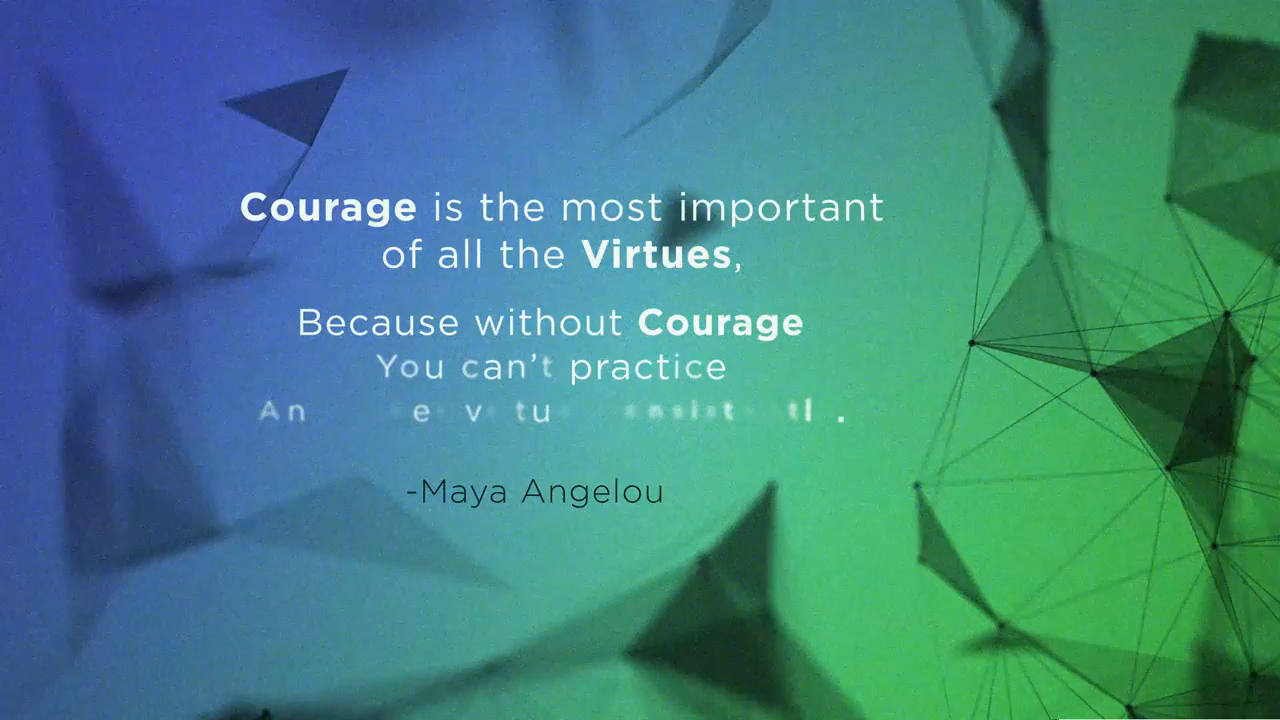 Courage is the most important
of all the Virtues,
Because without Courage
You can't practice
-Maya Angelou